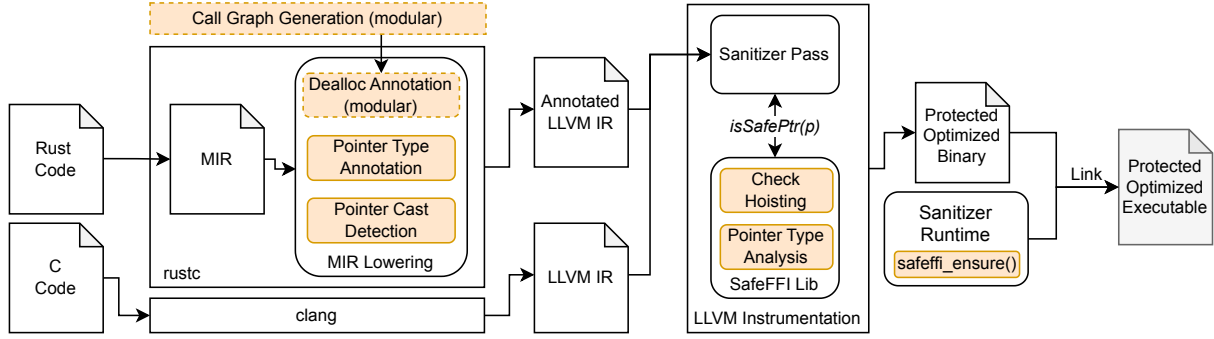 Call Graph Generation (modular)
Rust
Code
MIR
Dealloc Annotation
(modular)
Pointer Type
Annotation
Pointer Cast
Detection
MIR Lowering
rustc
C
Code
clang
Annotated
LLVM IR
LLVM IR
Sanitizer Pass
isSafePtr(p)
Check
Hoisting
Pointer Type
Analysis
SafeFFI Lib
LLVM Instrumentation
Protected
Optimized
Binary
Sanitizer
Runtime
safeffi_ensure()
Link
Protected
Optimized
Executable